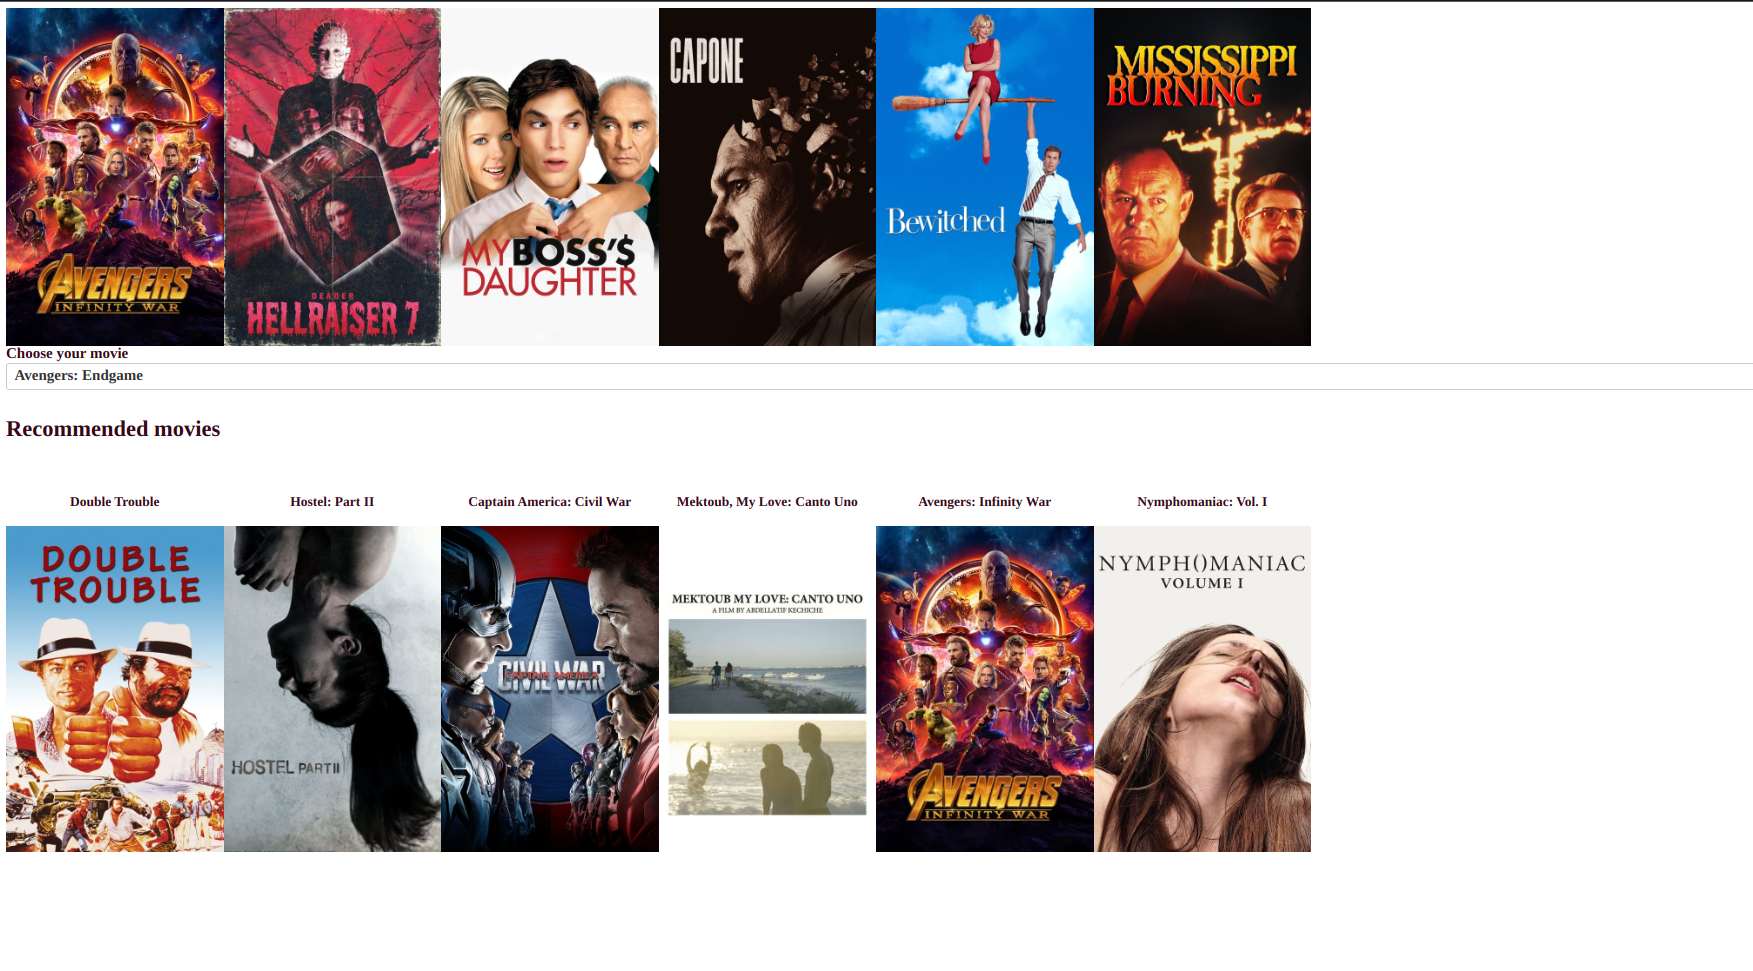 AVENGERS
INFINITY WAR
DEADER
HELLRAISER 7
MY BOSS'$
DAUGHTER
CAPONE
Bewitched
MISSISSIPPI
BURNING
Choose your movie
Avengers: Endgame
Recommended movies
Double Trouble
Hostel: Part II
Captain America: Civil War
Mektoub, My Love: Canto Uno
Avengers: Infinity War
Nymphomaniac: Vol. I
DOUBLE
TROUBLE
HOSTEL PART II
CAPTAIN AMERICA
CIVIL WAR
MEKTOUB MY LOVE: CANTO UNO
A FILM BY ABDELLATIF KECHICHE
AVENGERS
INFINITY WAR
NYMPH()MANIAC
VOLUME I